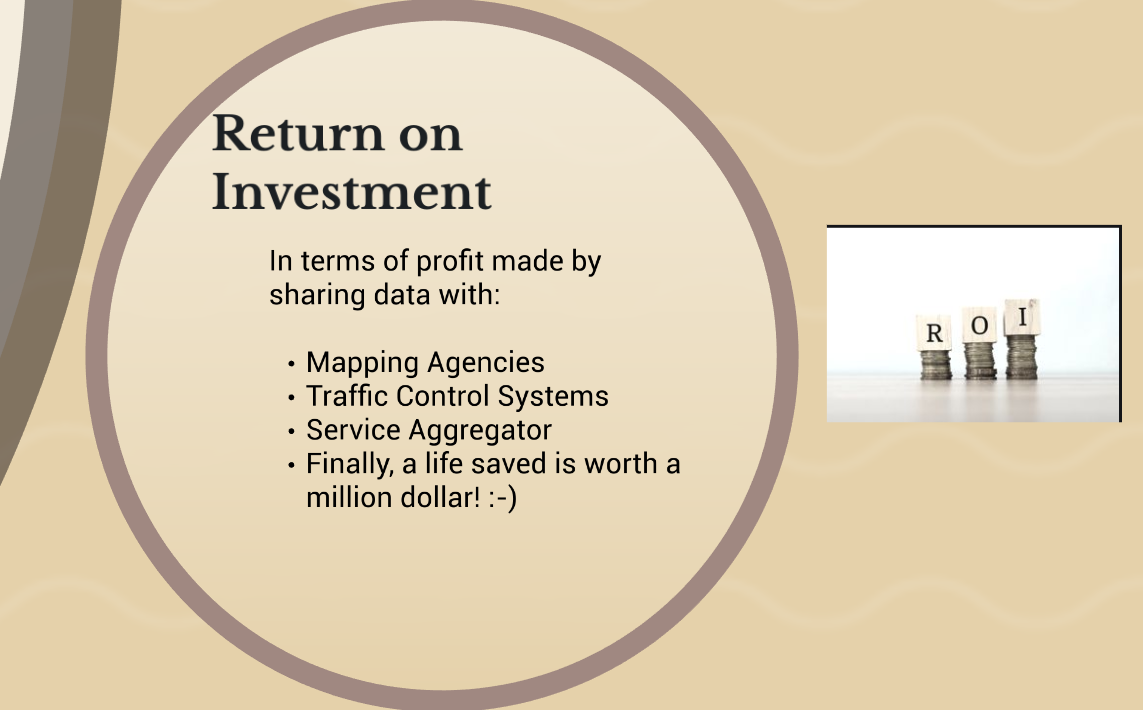 Return on
Investment
In terms of profit made by
sharing data with:
• Mapping Agencies
• Traffic Control Systems
• Service Aggregator
• Finally, a life saved is worth a
million dollar! :-)
R O I